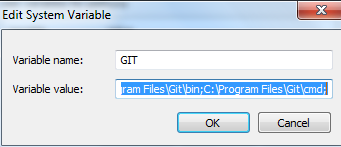 Edit System Variable
Variable name: GIT
Variable value: ram Files\Git\bin;C:\Program Files\Git\cmd;
OK Cancel